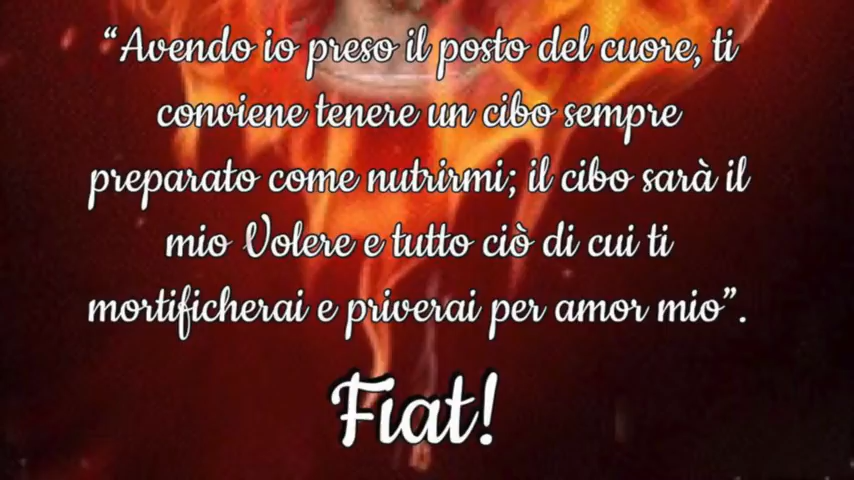 “Avendo io preso il posto del cuore, ti
conviene tenere un cibo sempre
preparato come nutrirmi; il cibo sarà il
mio Volere e tutto ciò di cui ti
mortificherai e priverai per amor mio”.
Fiat!